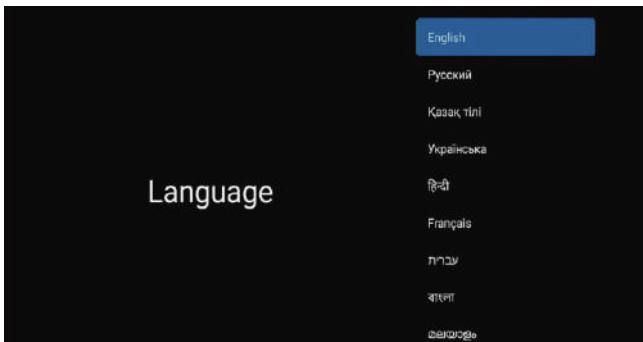 Language
English
Русский
Қазақ тілі
Українська
हिन्दी
Français
עברית
বাংলা
മലയാളം